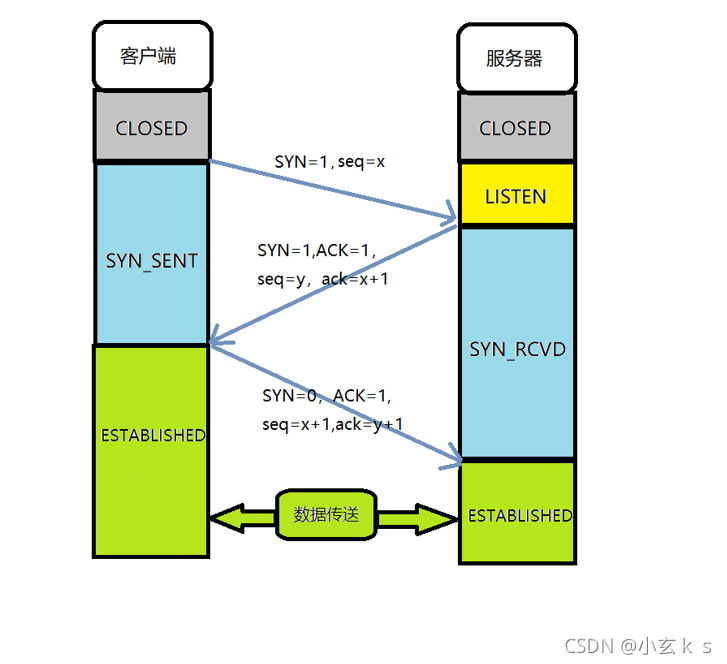 客户端
服务器
CLOSED
CLOSED
SYN=1,seq=x
LISTEN
SYN_SENT
SYN=1,ACK=1,
seq=y，ack=x+1
SYN_RCVD
SYN=0，ACK=1,
seq=x+1,ack=y+1
ESTABLISHED
数据传送
ESTABLISHED
CSDN @小玄ks